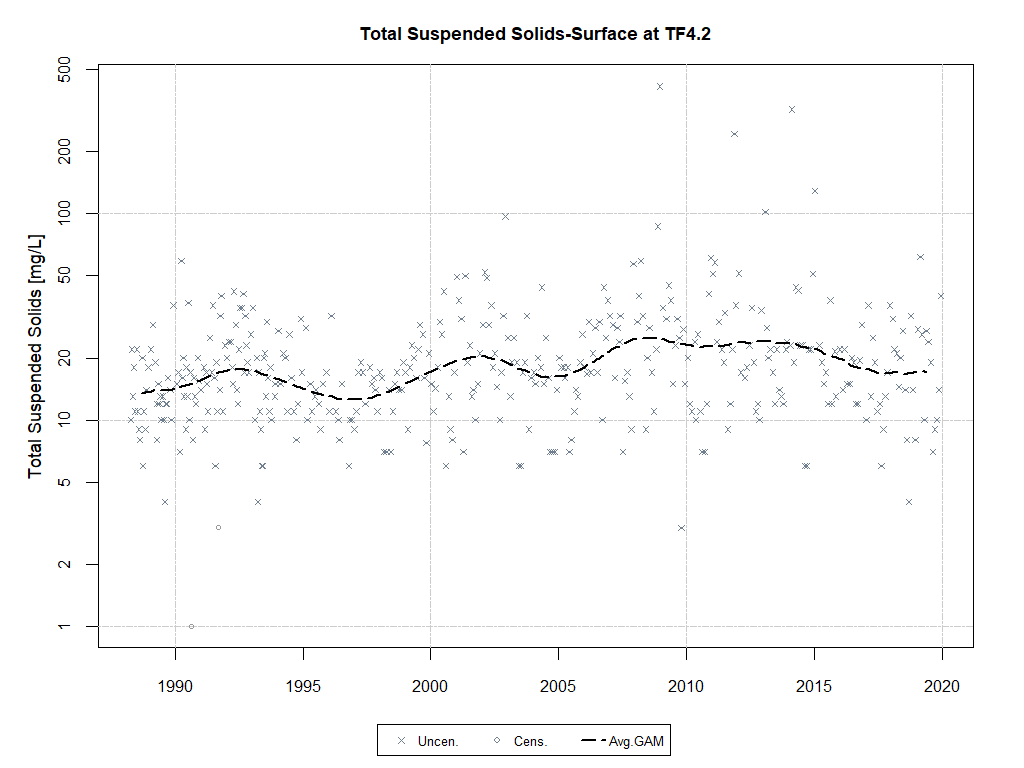 Total Suspended Solids-Surface at TF4.2
Total Suspended Solids [mg/L]
500
200
100
50
20
10
5
2
1
1990 1995 2000 2005 2010 2015 2020
Uncen. Cens. Avg.GAM